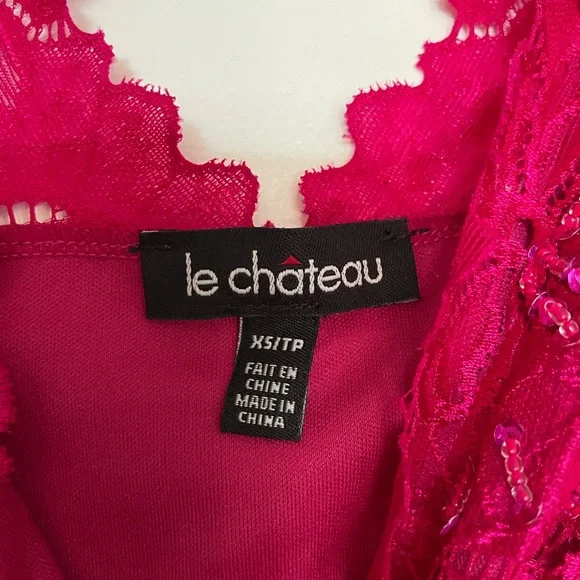 le château
XS/TP
FAIT EN
CHINE
MADE IN
CHINA